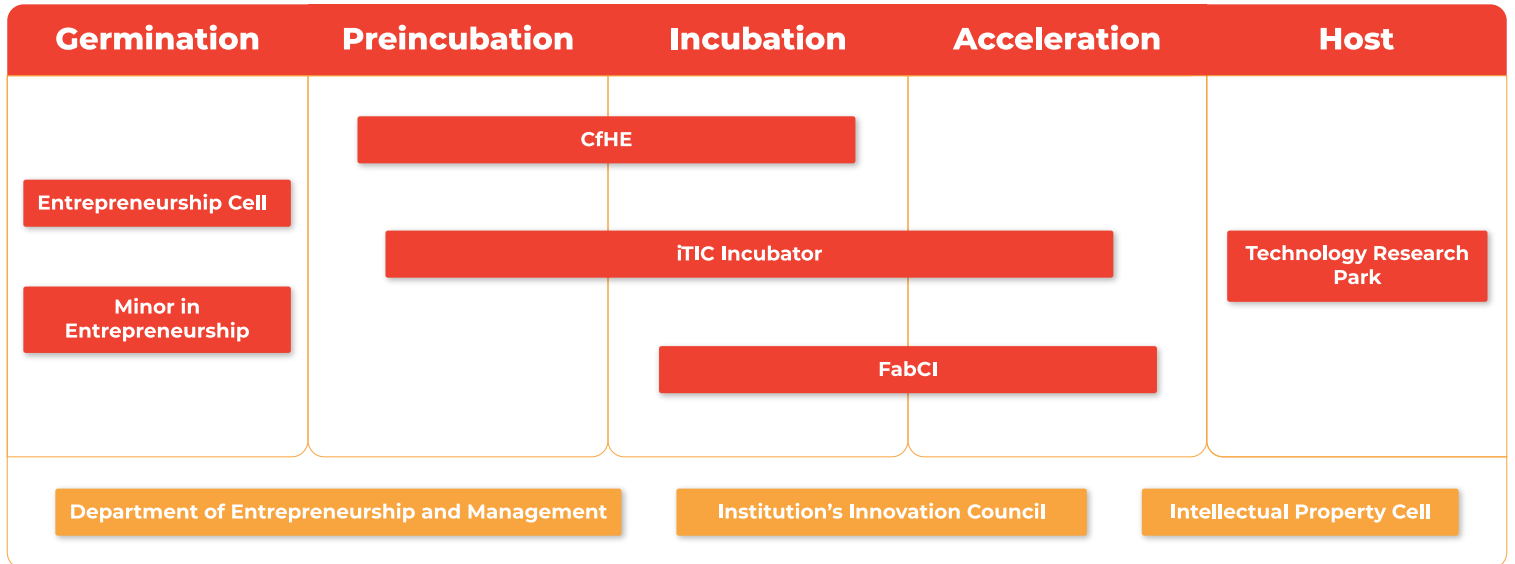 Germination
Preincubation
Incubation
Acceleration
Host
CfHE
Entrepreneurship Cell
iTIC Incubator
Technology Research
Park
Minor in
Entrepreneurship
FabCI
Department of Entrepreneurship and Management
Institution's Innovation Council
Intellectual Property Cell